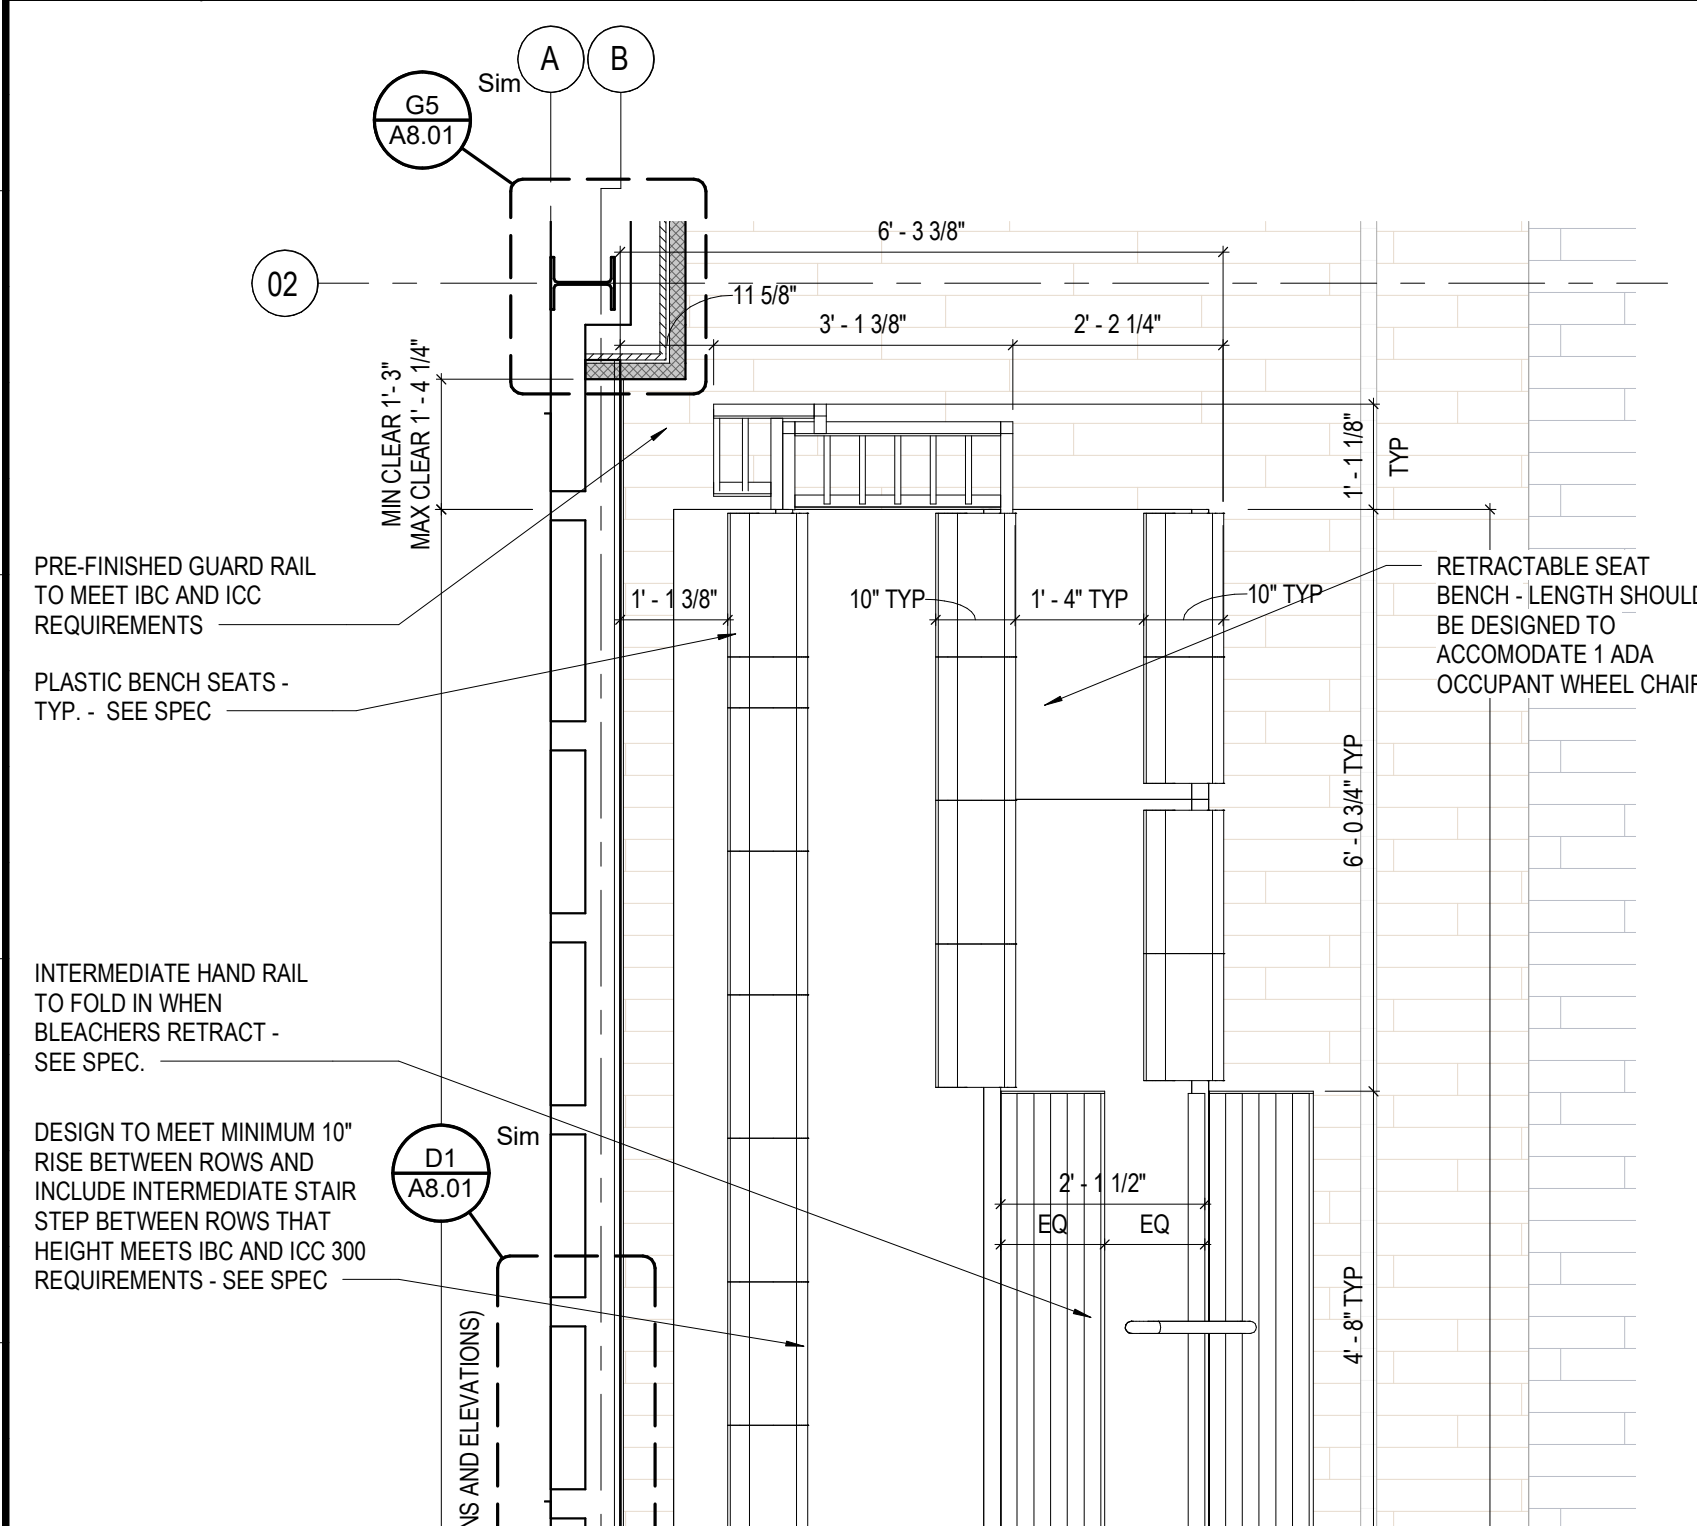 A
B
Sim
G5
A8.01
02
6' - 3 3/8"
11 5/8"
3' - 1 3/8"
2' - 2 1/4"
MIN CLEAR 1'- 3"
MAX CLEAR 1' - 4 1/4"
1' - 1 1/8"
TYP
PRE-FINISHED GUARD RAIL
TO MEET IBC AND ICC
REQUIREMENTS
PLASTIC BENCH SEATS -
TYP. - SEE SPEC
1' - 1 3/8"
10" TYP
1' - 4" TYP
10" TYP
RETRACTABLE SEAT
BENCH - LENGTH SHOULD
BE DESIGNED TO
ACCOMODATE 1 ADA
OCCUPANT WHEEL CHAIR
6' - 0 3/4" TYP
INTERMEDIATE HAND RAIL
TO FOLD IN WHEN
BLEACHERS RETRACT -
SEE SPEC.
DESIGN TO MEET MINIMUM 10"
RISE BETWEEN ROWS AND
INCLUDE INTERMEDIATE STAIR
STEP BETWEEN ROWS THAT
HEIGHT MEETS IBC AND ICC 300
REQUIREMENTS - SEE SPEC
Sim
D1
A8.01
2' - 1 1/2"
EQ
EQ
4' - 8" TYP
NS AND ELEVATIONS)